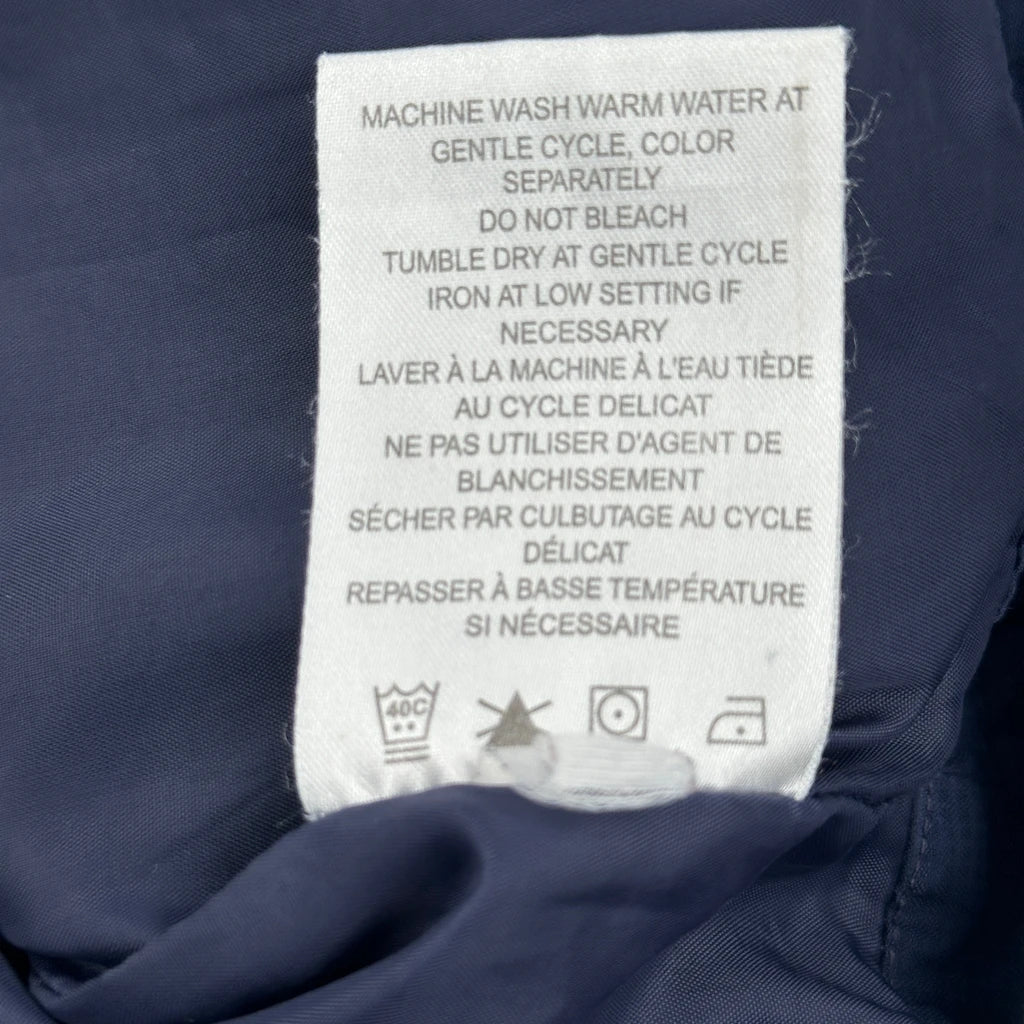 MACHINE WASH WARM WATER AT
GENTLE CYCLE, COLOR
SEPARATELY
DO NOT BLEACH
TUMBLE DRY AT GENTLE CYCLE
IRON AT LOW SETTING IF
NECESSARY
LAVER À LA MACHINE À L'EAU TIÈDE
AU CYCLE DELICAT
NE PAS UTILISER D'AGENT DE
BLANCHISSEMENT
SÉCHER PAR CULBUTAGE AU CYCLE
DÉLICAT
REPASSER À BASSE TEMPÉRATURE
SI NÉCESSAIRE
40C